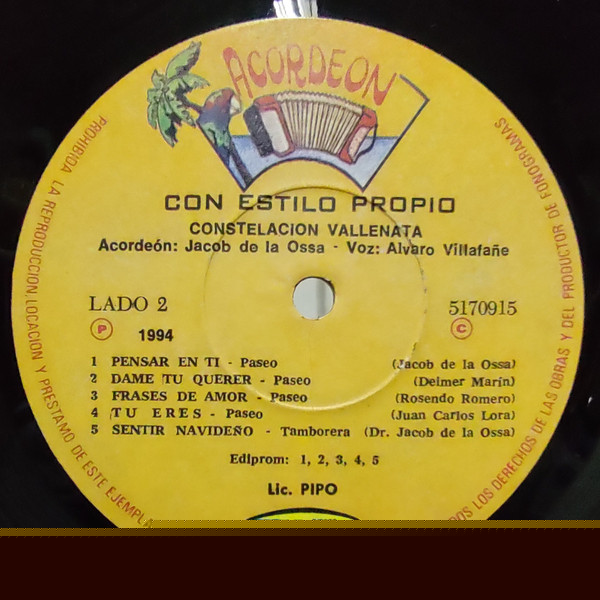 ACORDEON
CON ESTILO PROPIO
CONSTELACION VALLENATA
Acordeón: Jacob de la Ossa - Voz: Alvaro Villafañe
LADO 2
5170915
P 1994
C
1 PENSAR EN TI - Paseo (Jacob de la Ossa)
2 DAME TU QUERER - Paseo (Delmer Marín)
3 FRASES DE AMOR - Paseo (Rosendo Romero)
4 TU ERES - Paseo (Juan Carlos Lora)
5 SENTIR NAVIDEÑO - Tamborera (Dr. Jacob de la Ossa)
Ediprom: 1, 2, 3, 4, 5
Lic. PIPO
PROHIBIDA LA REPRODUCCION, LOCACION Y PRESTAMO DE ESTE EJEMPLA
OS LOS DERECHOS DE LAS OBRAS Y DEL PRODUCTOR DE FONOGRAMAS